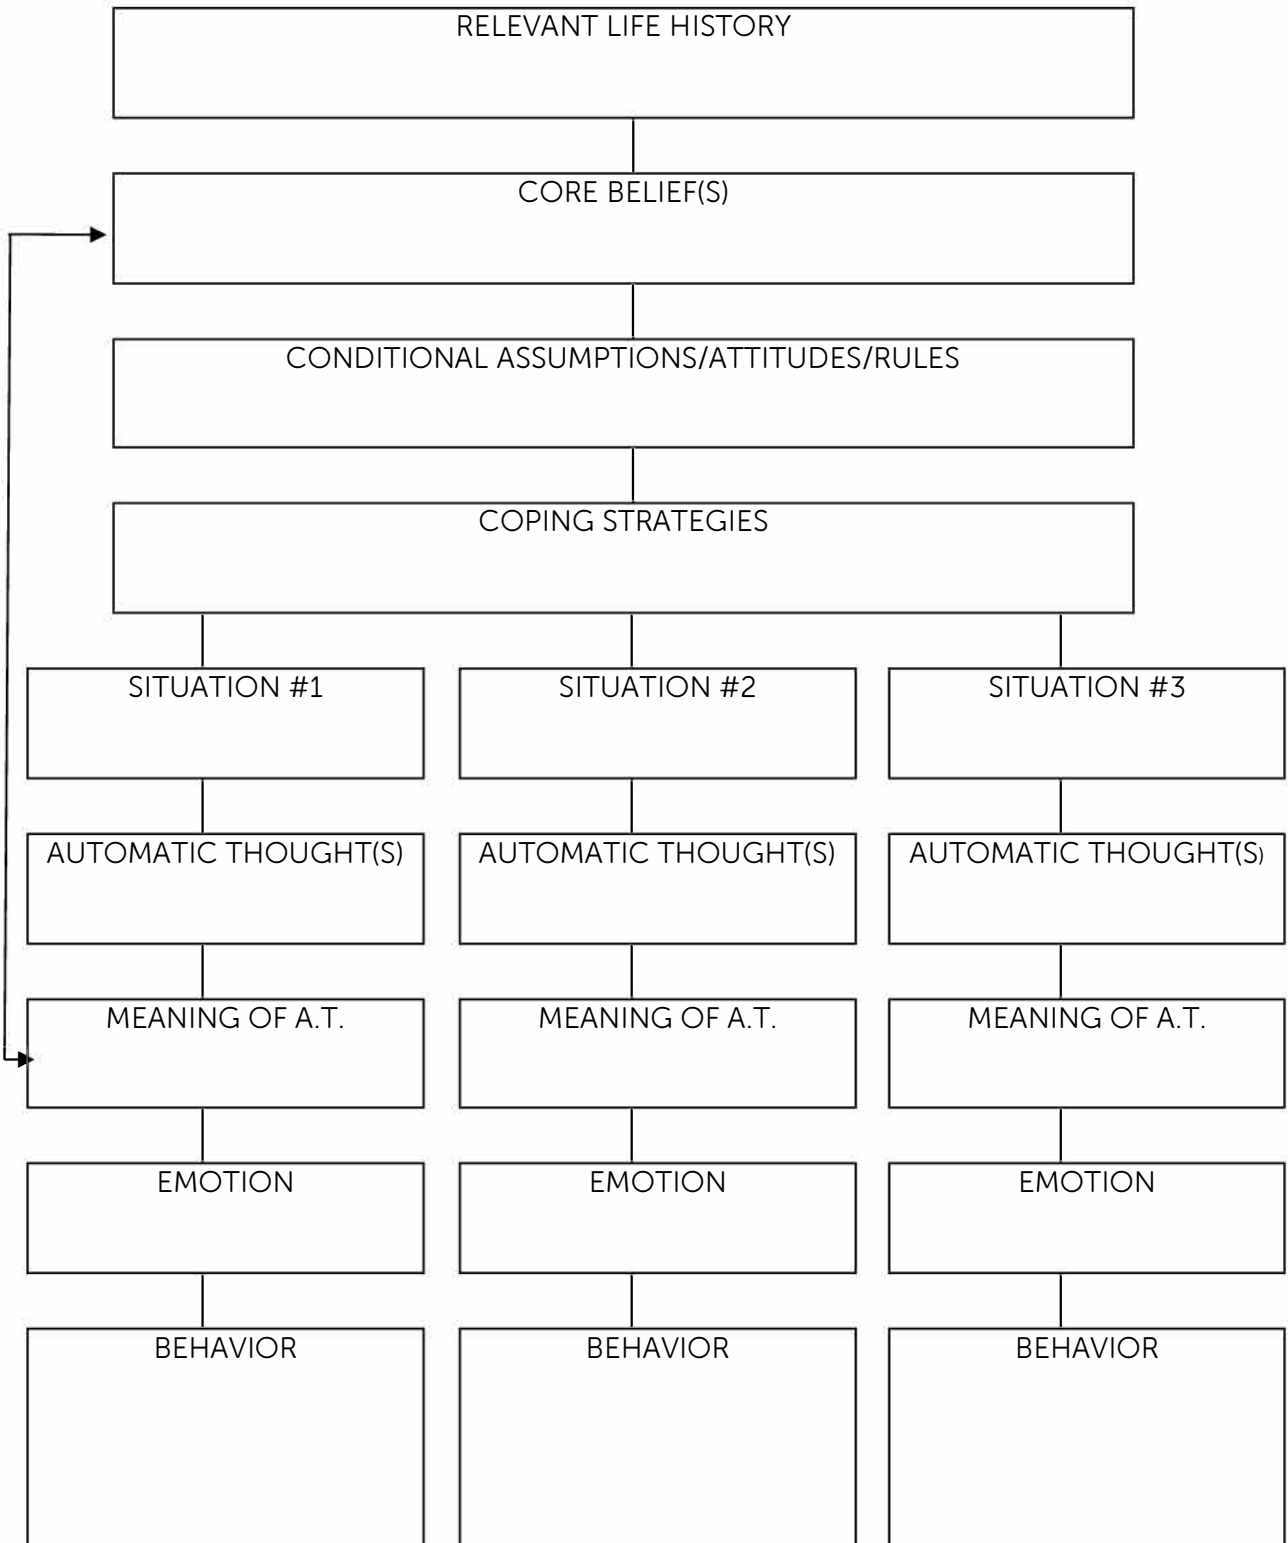 RELEVANT LIFE HISTORY
CORE BELIEF(S)
CONDITIONAL ASSUMPTIONS/ATTITUDES/RULES
COPING STRATEGIES
SITUATION #1
SITUATION #2
SITUATION #3
AUTOMATIC THOUGHT(S)
AUTOMATIC THOUGHT(S)
AUTOMATIC THOUGHT(S)
MEANING OF A.T.
MEANING OF A.T.
MEANING OF A.T.
EMOTION
EMOTION
EMOTION
BEHAVIOR
BEHAVIOR
BEHAVIOR